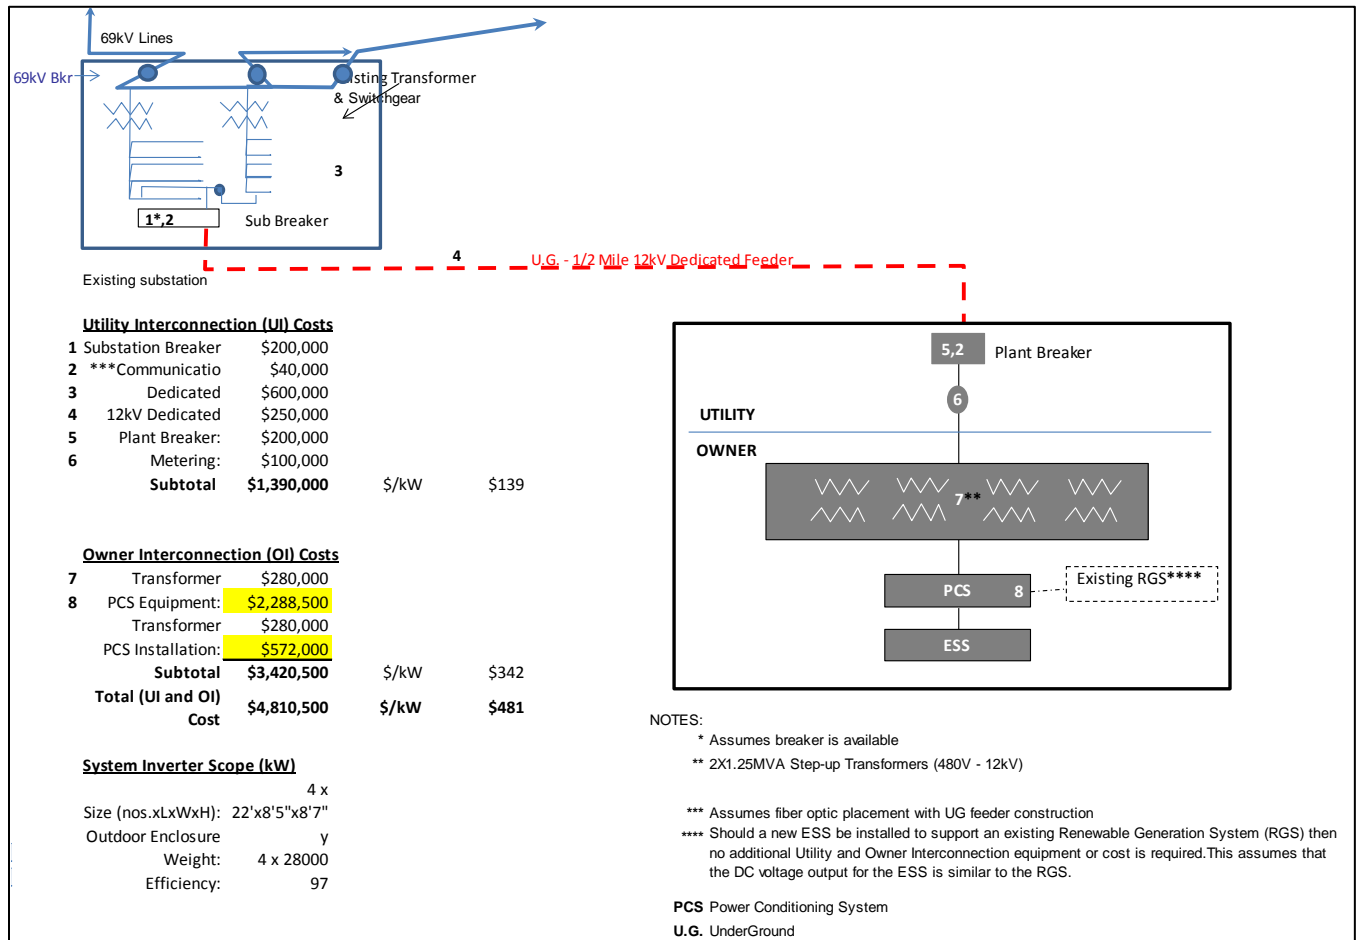 69kV Lines
69kV Bkr
isting Transformer
& Switchgear
3
1*,2
Sub Breaker
4
U.G. - 1/2 Mile 12kV Dedicated Feeder
Existing substation
Utility Interconnection (UI) Costs
1 Substation Breaker $200,000
2 ***Communicatio $40,000
3 Dedicated $600,000
4 12kV Dedicated $250,000
5 Plant Breaker: $200,000
6 Metering: $100,000
Subtotal $1,390,000 $/kW $139
Owner Interconnection (OI) Costs
7 Transformer $280,000
8 PCS Equipment: $2,288,500
Transformer $280,000
PCS Installation: $572,000
Subtotal $3,420,500 $/kW $342
Total (UI and OI)
Cost $4,810,500 $/kW $481
System Inverter Scope (kW)
4 x
Size (nos.xLxWxH): 22'x8'5"x8'7"
Outdoor Enclosure y
Weight: 4 x 28000
Efficiency: 97
5,2 Plant Breaker
6
UTILITY
OWNER
7**
PCS 8
Existing RGS****
ESS
NOTES:
* Assumes breaker is available
** 2X1.25MVA Step-up Transformers (480V - 12kV)
*** Assumes fiber optic placement with UG feeder construction
**** Should a new ESS be installed to support an existing Renewable Generation System (RGS) then
no additional Utility and Owner Interconnection equipment or cost is required.This assumes that
the DC voltage output for the ESS is similar to the RGS.
PCS Power Conditioning System
U.G. UnderGround